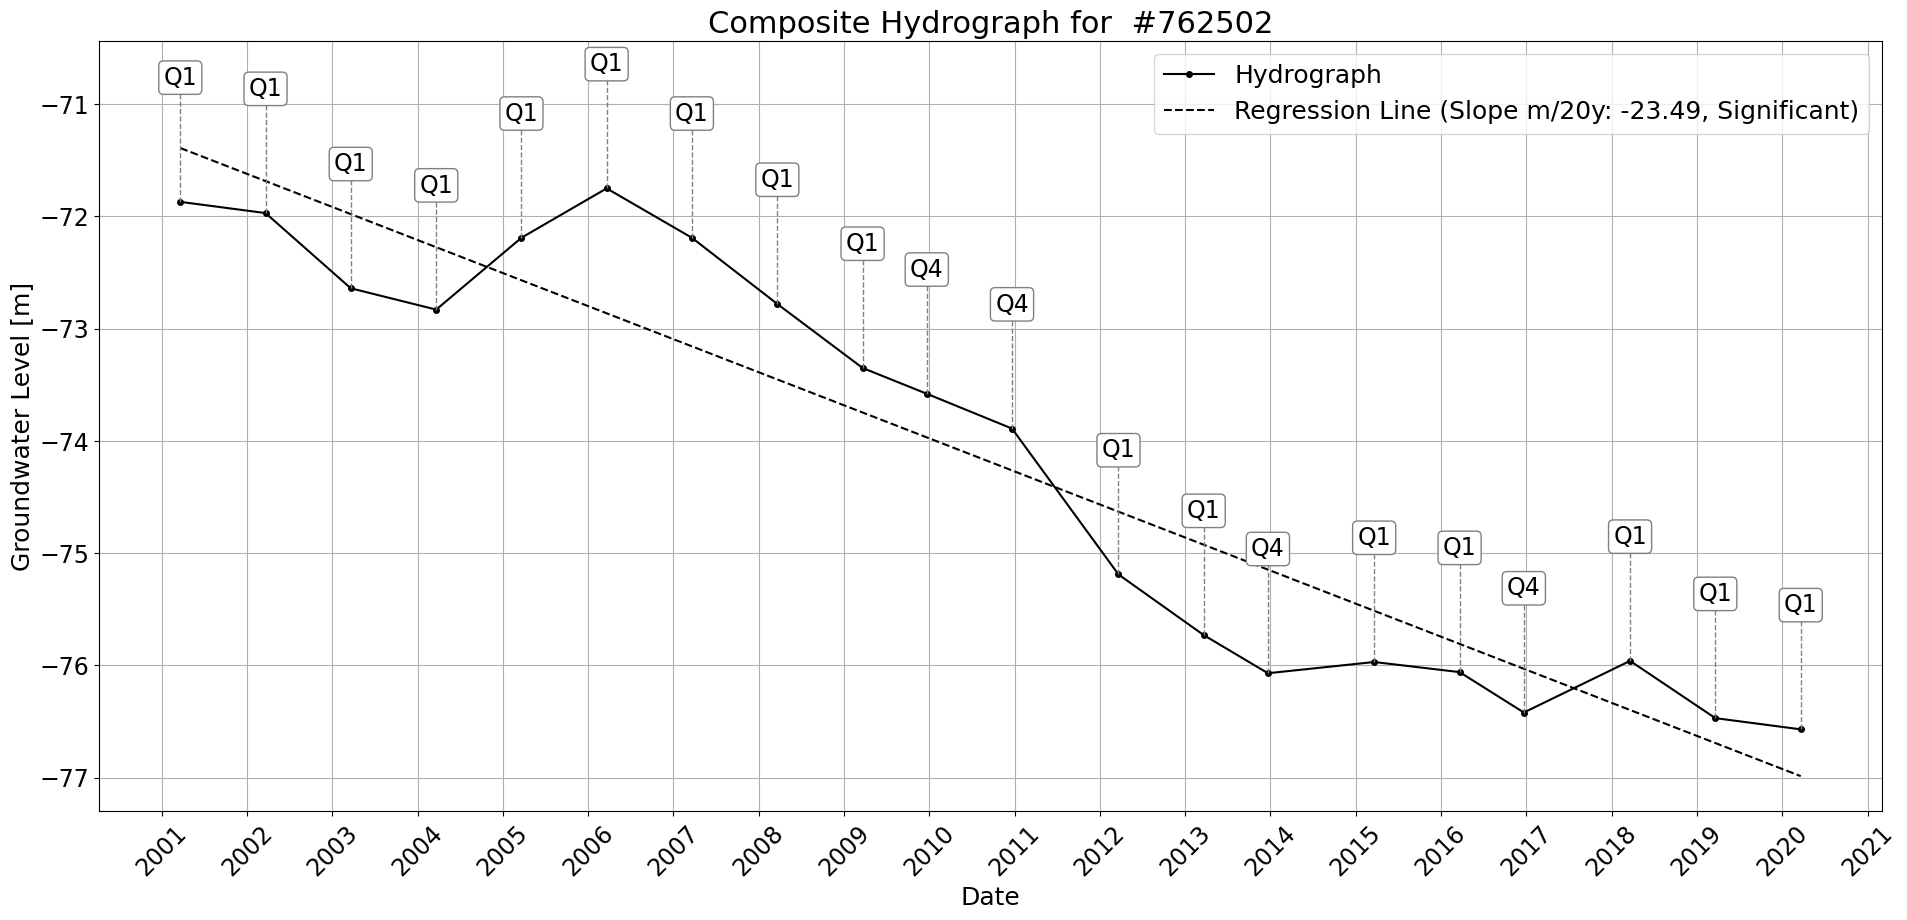 Composite Hydrograph for  #762502
Hydrograph
Regression Line (Slope m/20y: -23.49, Significant)
Q1
Q1
Q1
Q1
Q1
Q1
Q1
Q1
Q1
Q4
Q4
Q1
Q1
Q4
Q1
Q1
Q4
Q1
Q1
Q1
Groundwater Level [m]
−71
−72
−73
−74
−75
−76
−77
2001
2002
2003
2004
2005
2006
2007
2008
2009
2010
2011
2012
2013
2014
2015
2016
2017
2018
2019
2020
2021
Date